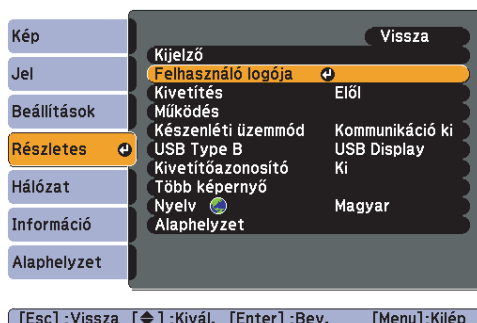 Kép
Jel
Beállítások
Részletes
Hálózat
Információ
Alaphelyzet
Vissza
Kijelző
Felhasználó logója
Kivetítés Elől
Működés
Készenléti üzemmód Kommunikáció ki
USB Type B USB Display
Kivetítőazonosító Ki
Több képernyő
Nyelv Magyar
Alaphelyzet
[Esc] :Vissza [◆] :Kivál. [Enter] :Bev. [Menu]:Kilép